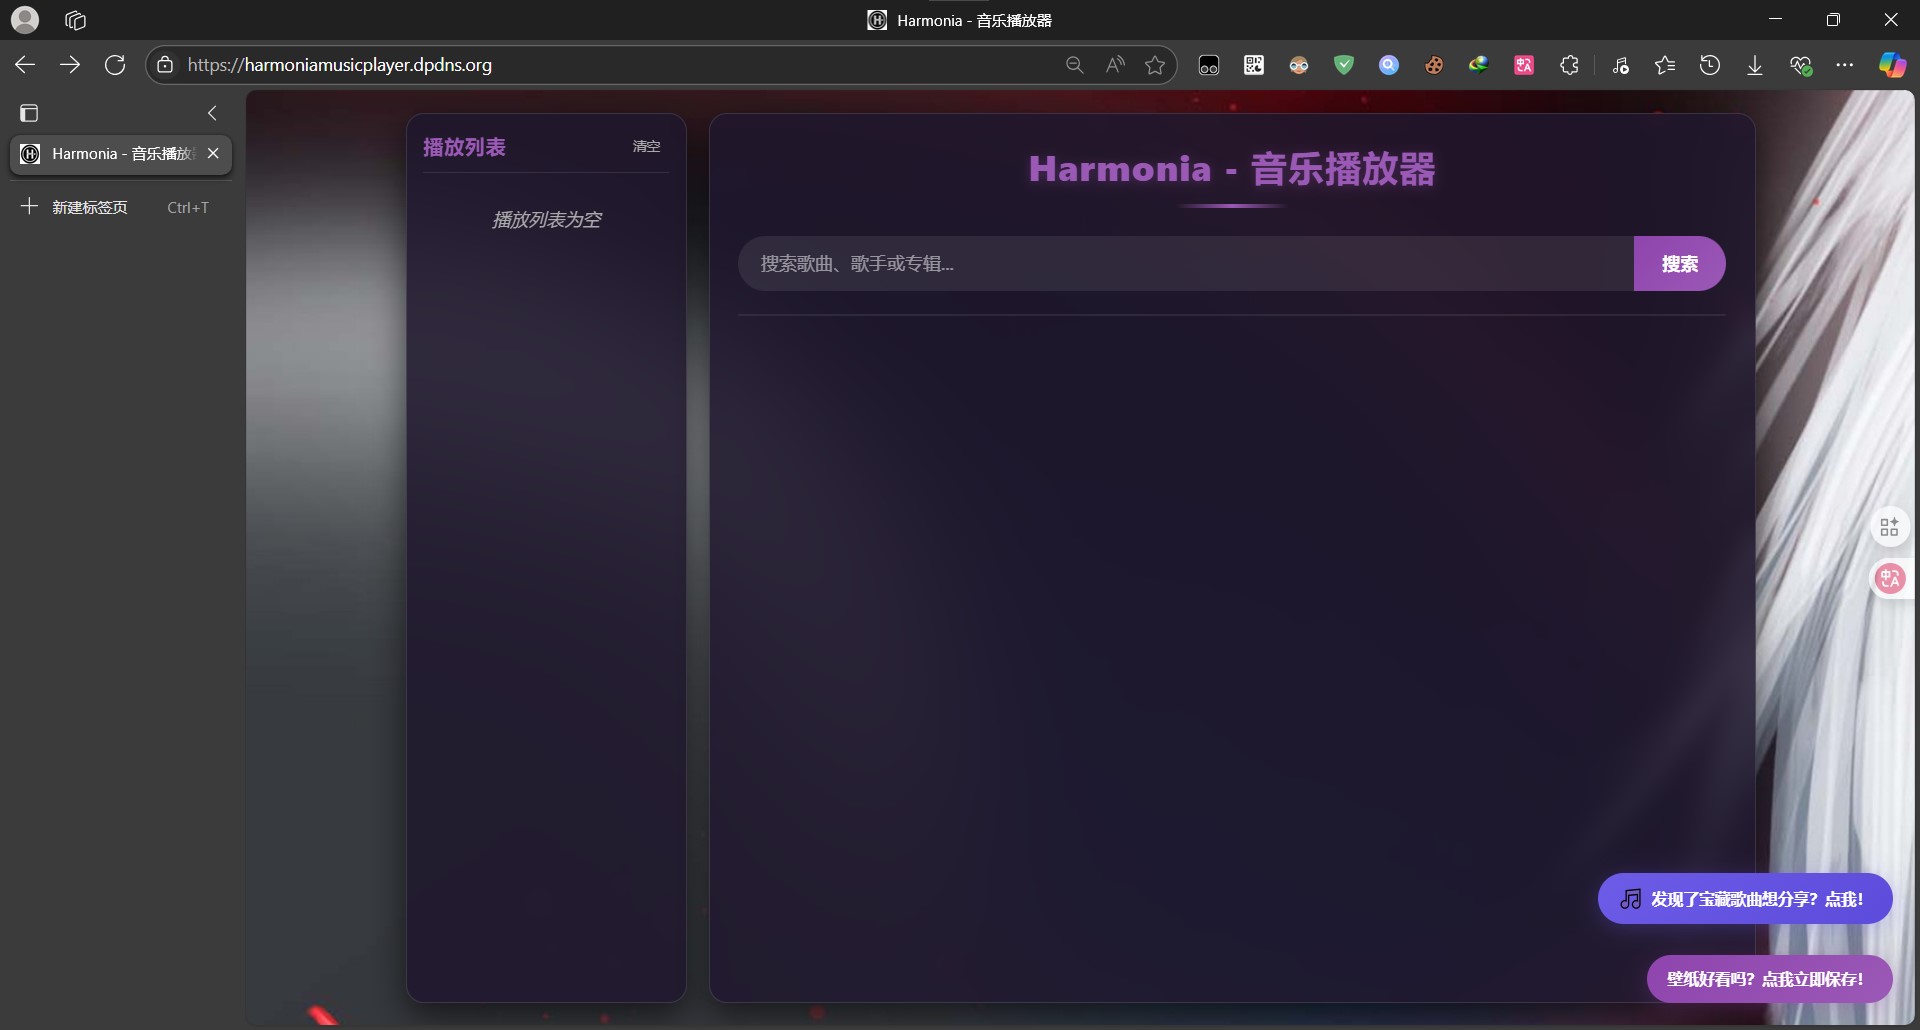 Harmonia - 音乐播放器
https://harmoniamusicplayer.dpdns.org
Harmonia - 音乐播放
新建标签页 Ctrl+T
播放列表 清空
播放列表为空
Harmonia - 音乐播放器
搜索歌曲、歌手或专辑...
搜索
发现了宝藏歌曲想分享？点我！
壁纸好看吗？点我立即保存！